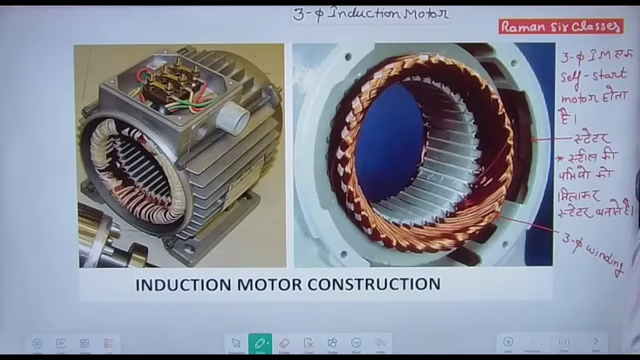 3-φ Induction Motor
Raman Sir Classes
3-φ I M एक
Self-start
motor होता
है।
स्टेटर
* स्टील की
पत्तियों को
मिलाकर
स्टेटर बनाते है।
3-φ winding
INDUCTION MOTOR CONSTRUCTION